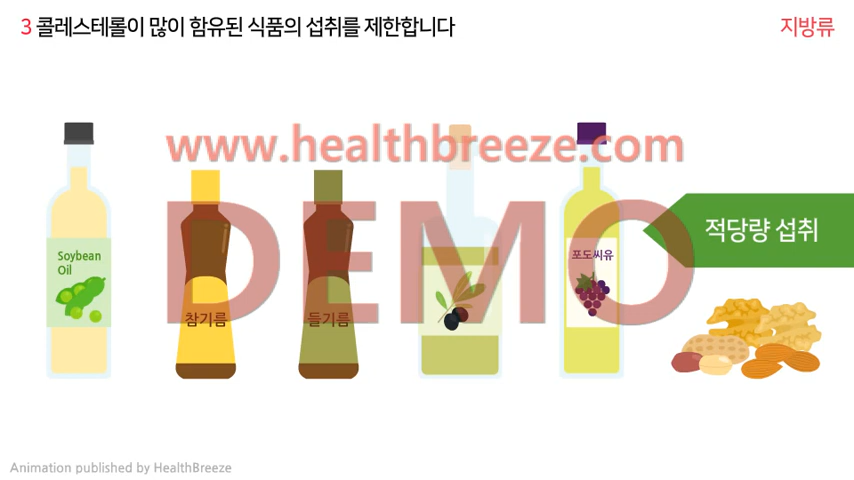 3 콜레스테롤이 많이 함유된 식품의 섭취를 제한합니다
지방류
www.healthbreeze.com
DEMO
적당량 섭취
Soybean
Oil
포도씨유
참기름
들기름
Animation published by HealthBreeze